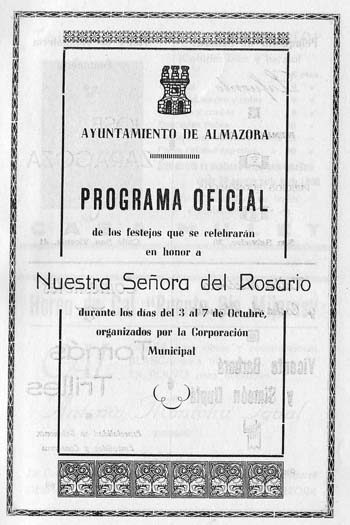 AYUNTAMIENTO DE ALMAZORA
PROGRAMA OFICIAL
de los festejos que se celebrarán
en honor a
Nuestra Señora del Rosario
durante los días del 3 al 7 de Octubre,
organizados por la Corporación
Municipal